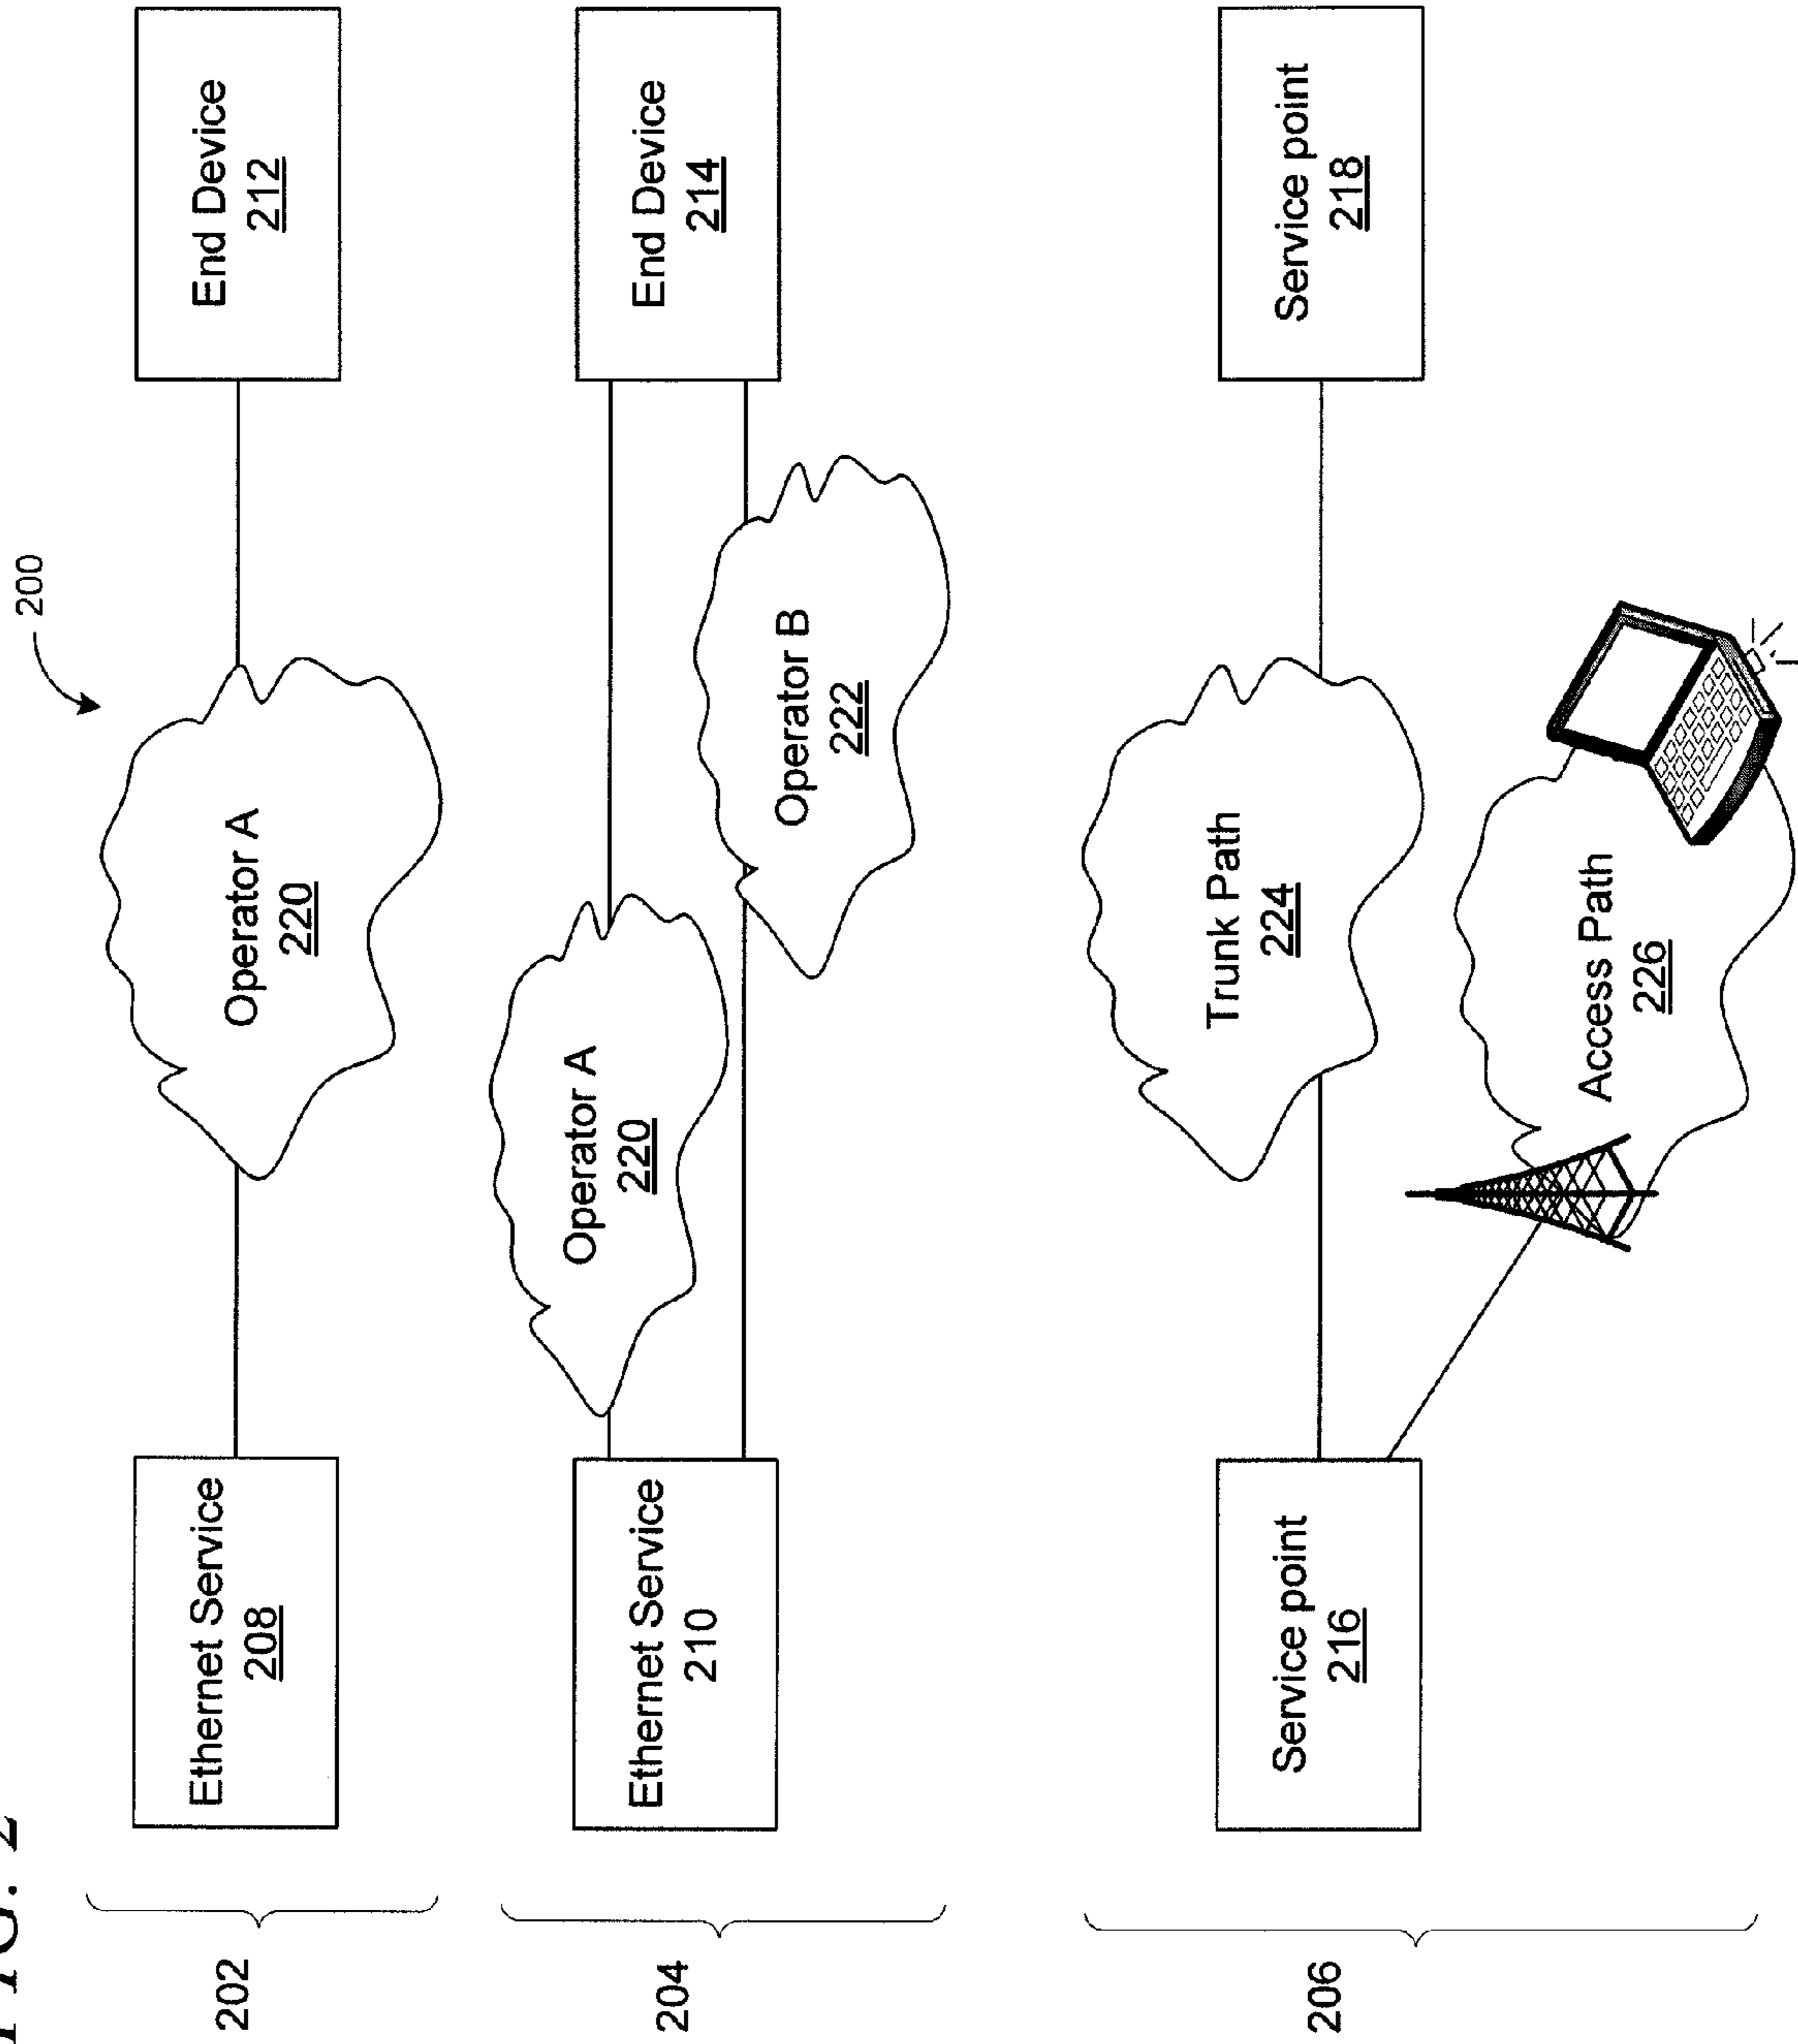 FIG. 2
200
202
Ethernet Service
208
Operator A
220
End Device
212
204
Ethernet Service
210
Operator A
220
Operator B
222
End Device
214
206
Service point
216
Trunk Path
224
Service point
218
Access Path
226